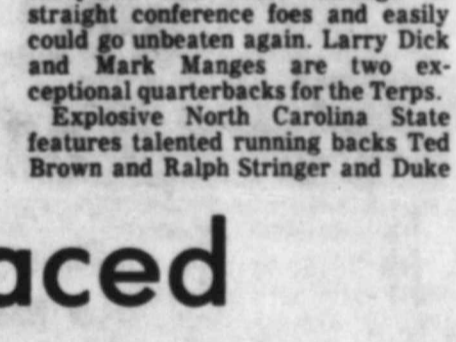 straight conference foes and easily
could go unbeaten again. Larry Dick
and Mark Manges are two ex-
ceptional quarterbacks for the Terps.
Explosive North Carolina State
features talented running backs Ted
Brown and Ralph Stringer and Duke
aced